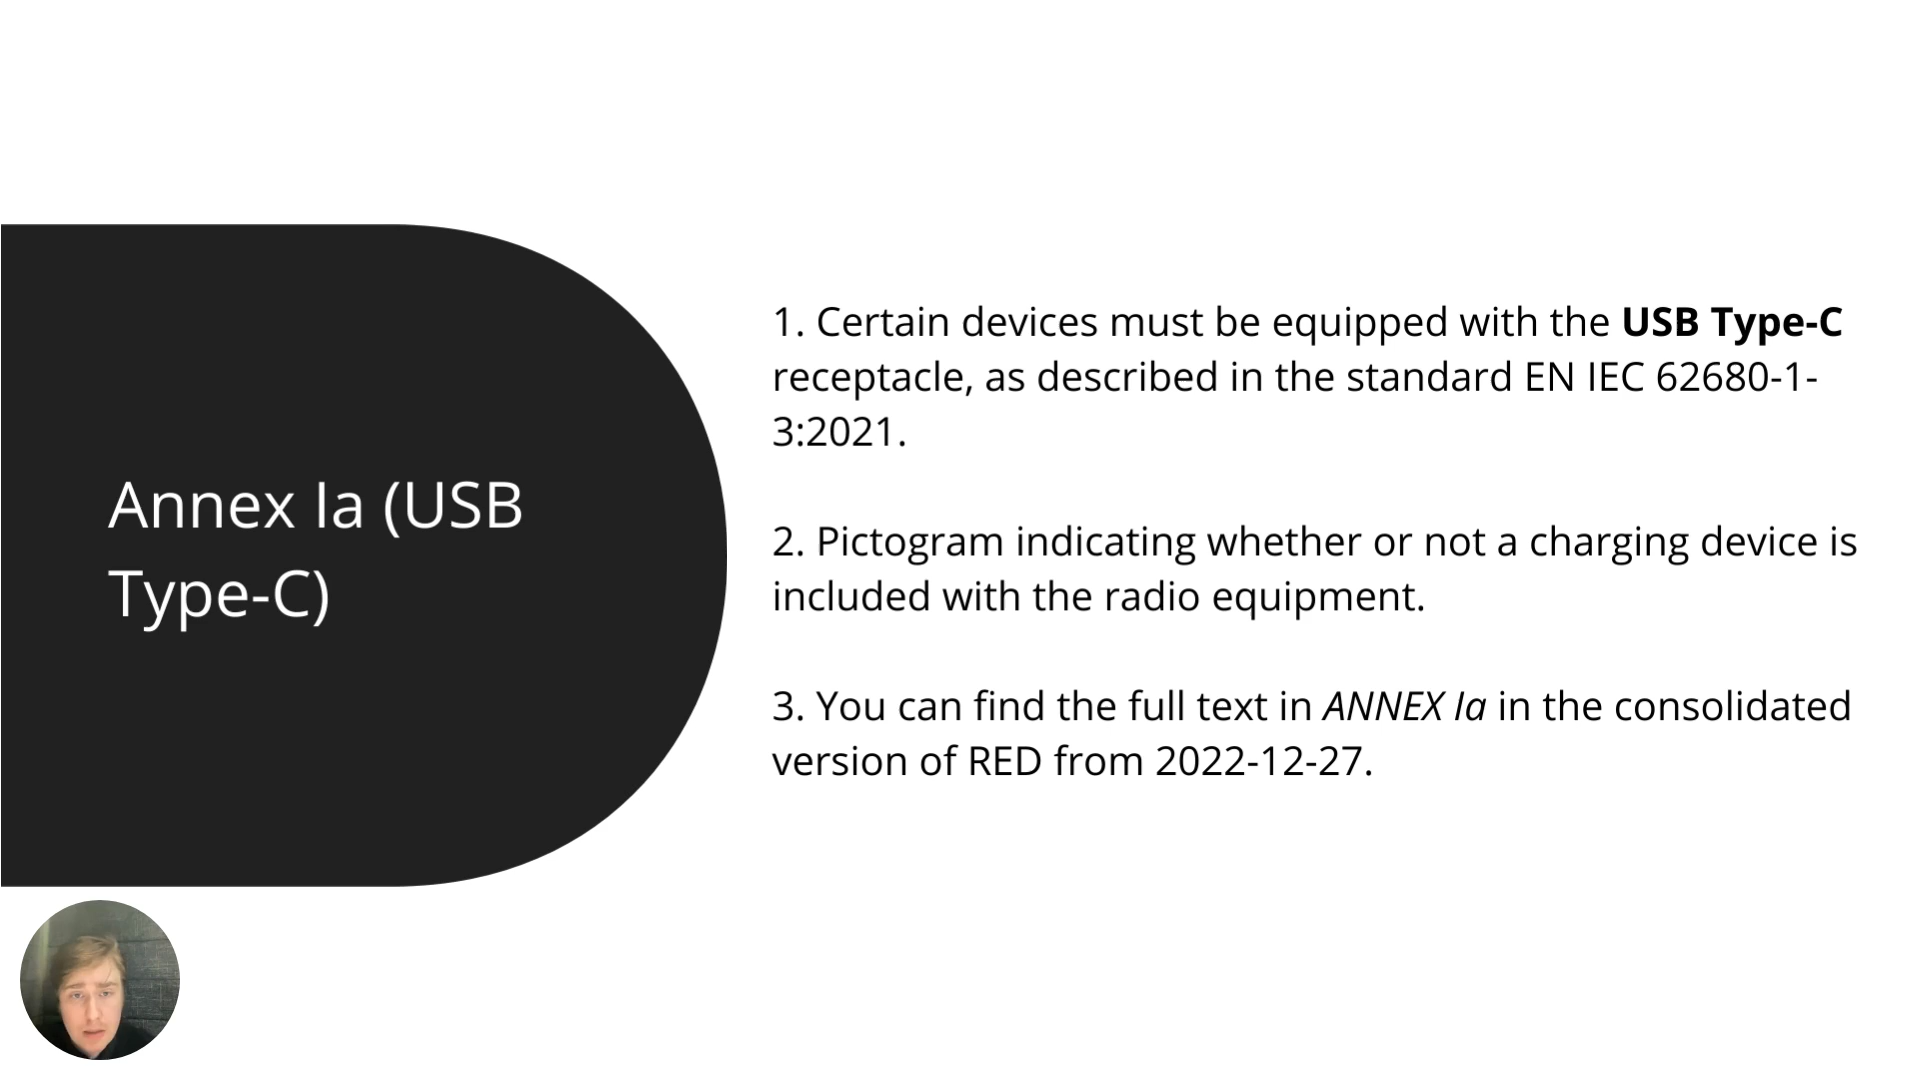 Annex Ia (USB
Type-C)
1. Certain devices must be equipped with the USB Type-C
receptacle, as described in the standard EN IEC 62680-1-
3:2021.
2. Pictogram indicating whether or not a charging device is
included with the radio equipment.
3. You can find the full text in ANNEX Ia in the consolidated
version of RED from 2022-12-27.